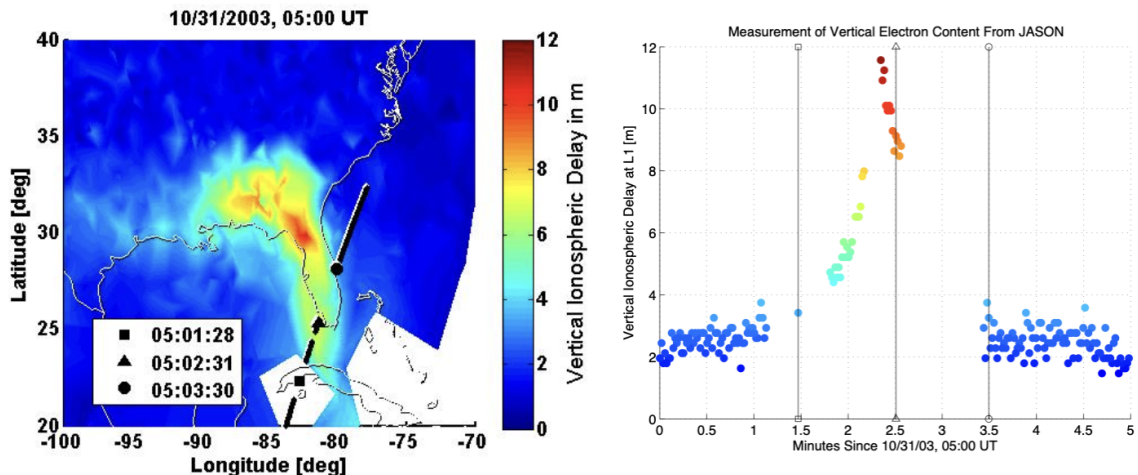 10/31/2003, 05:00 UT
40
35
30
25
20
Latitude [deg]
05:01:28
05:02:31
05:03:30
-100 -95 -90 -85 -80 -75 -70
Longitude [deg]
12
10
8
6
4
2
0
Vertical Ionospheric Delay in m
Measurement of Vertical Electron Content From JASON
12
10
8
6
4
2
0
Vertical Ionospheric Delay at L1 [m]
0 0.5 1 1.5 2 2.5 3 3.5 4 4.5 5
Minutes Since 10/31/03, 05:00 UT